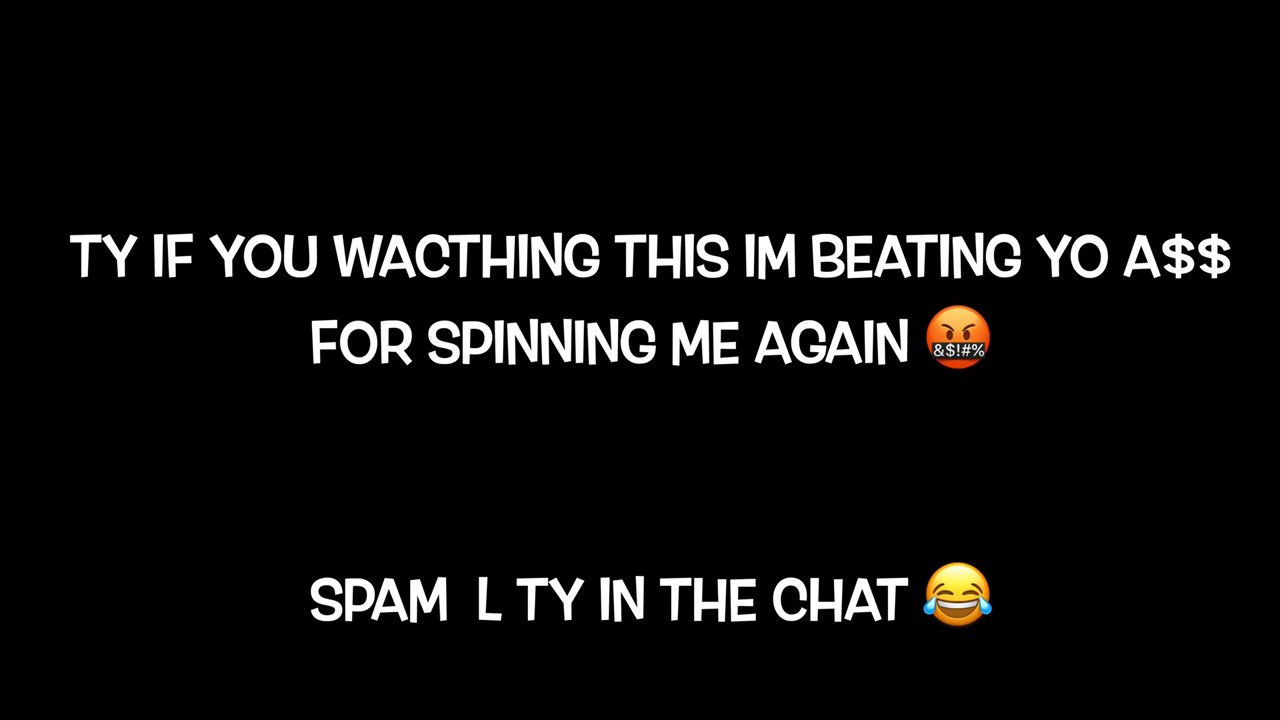 TY IF YOU WACTHING THIS IM BEATING YO A$$
FOR SPINNING ME AGAIN 🤬
SPAM  L TY IN THE CHAT 😂